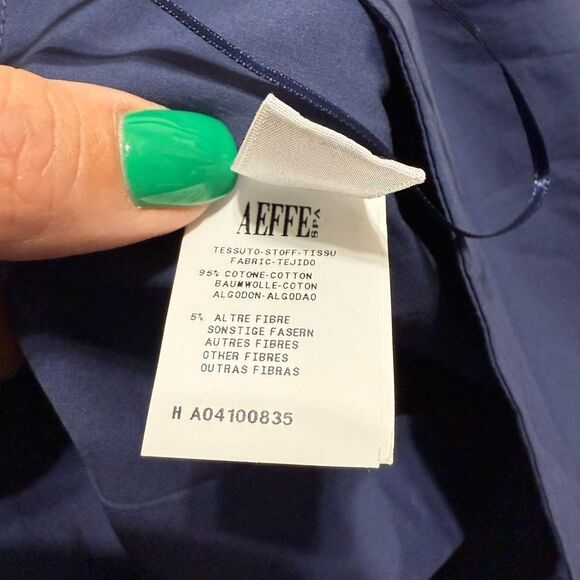 AEFFE SPA
TESSUTO-STOFF-TISSU
FABRIC-TEJIDO
95% COTONE-COTTON
BAUMWOLLE-COTON
ALGODON-ALGODAO
5% ALTRE FIBRE
SONSTIGE FASERN
AUTRES FIBRES
OTHER FIBRES
OUTRAS FIBRAS
H A04100835